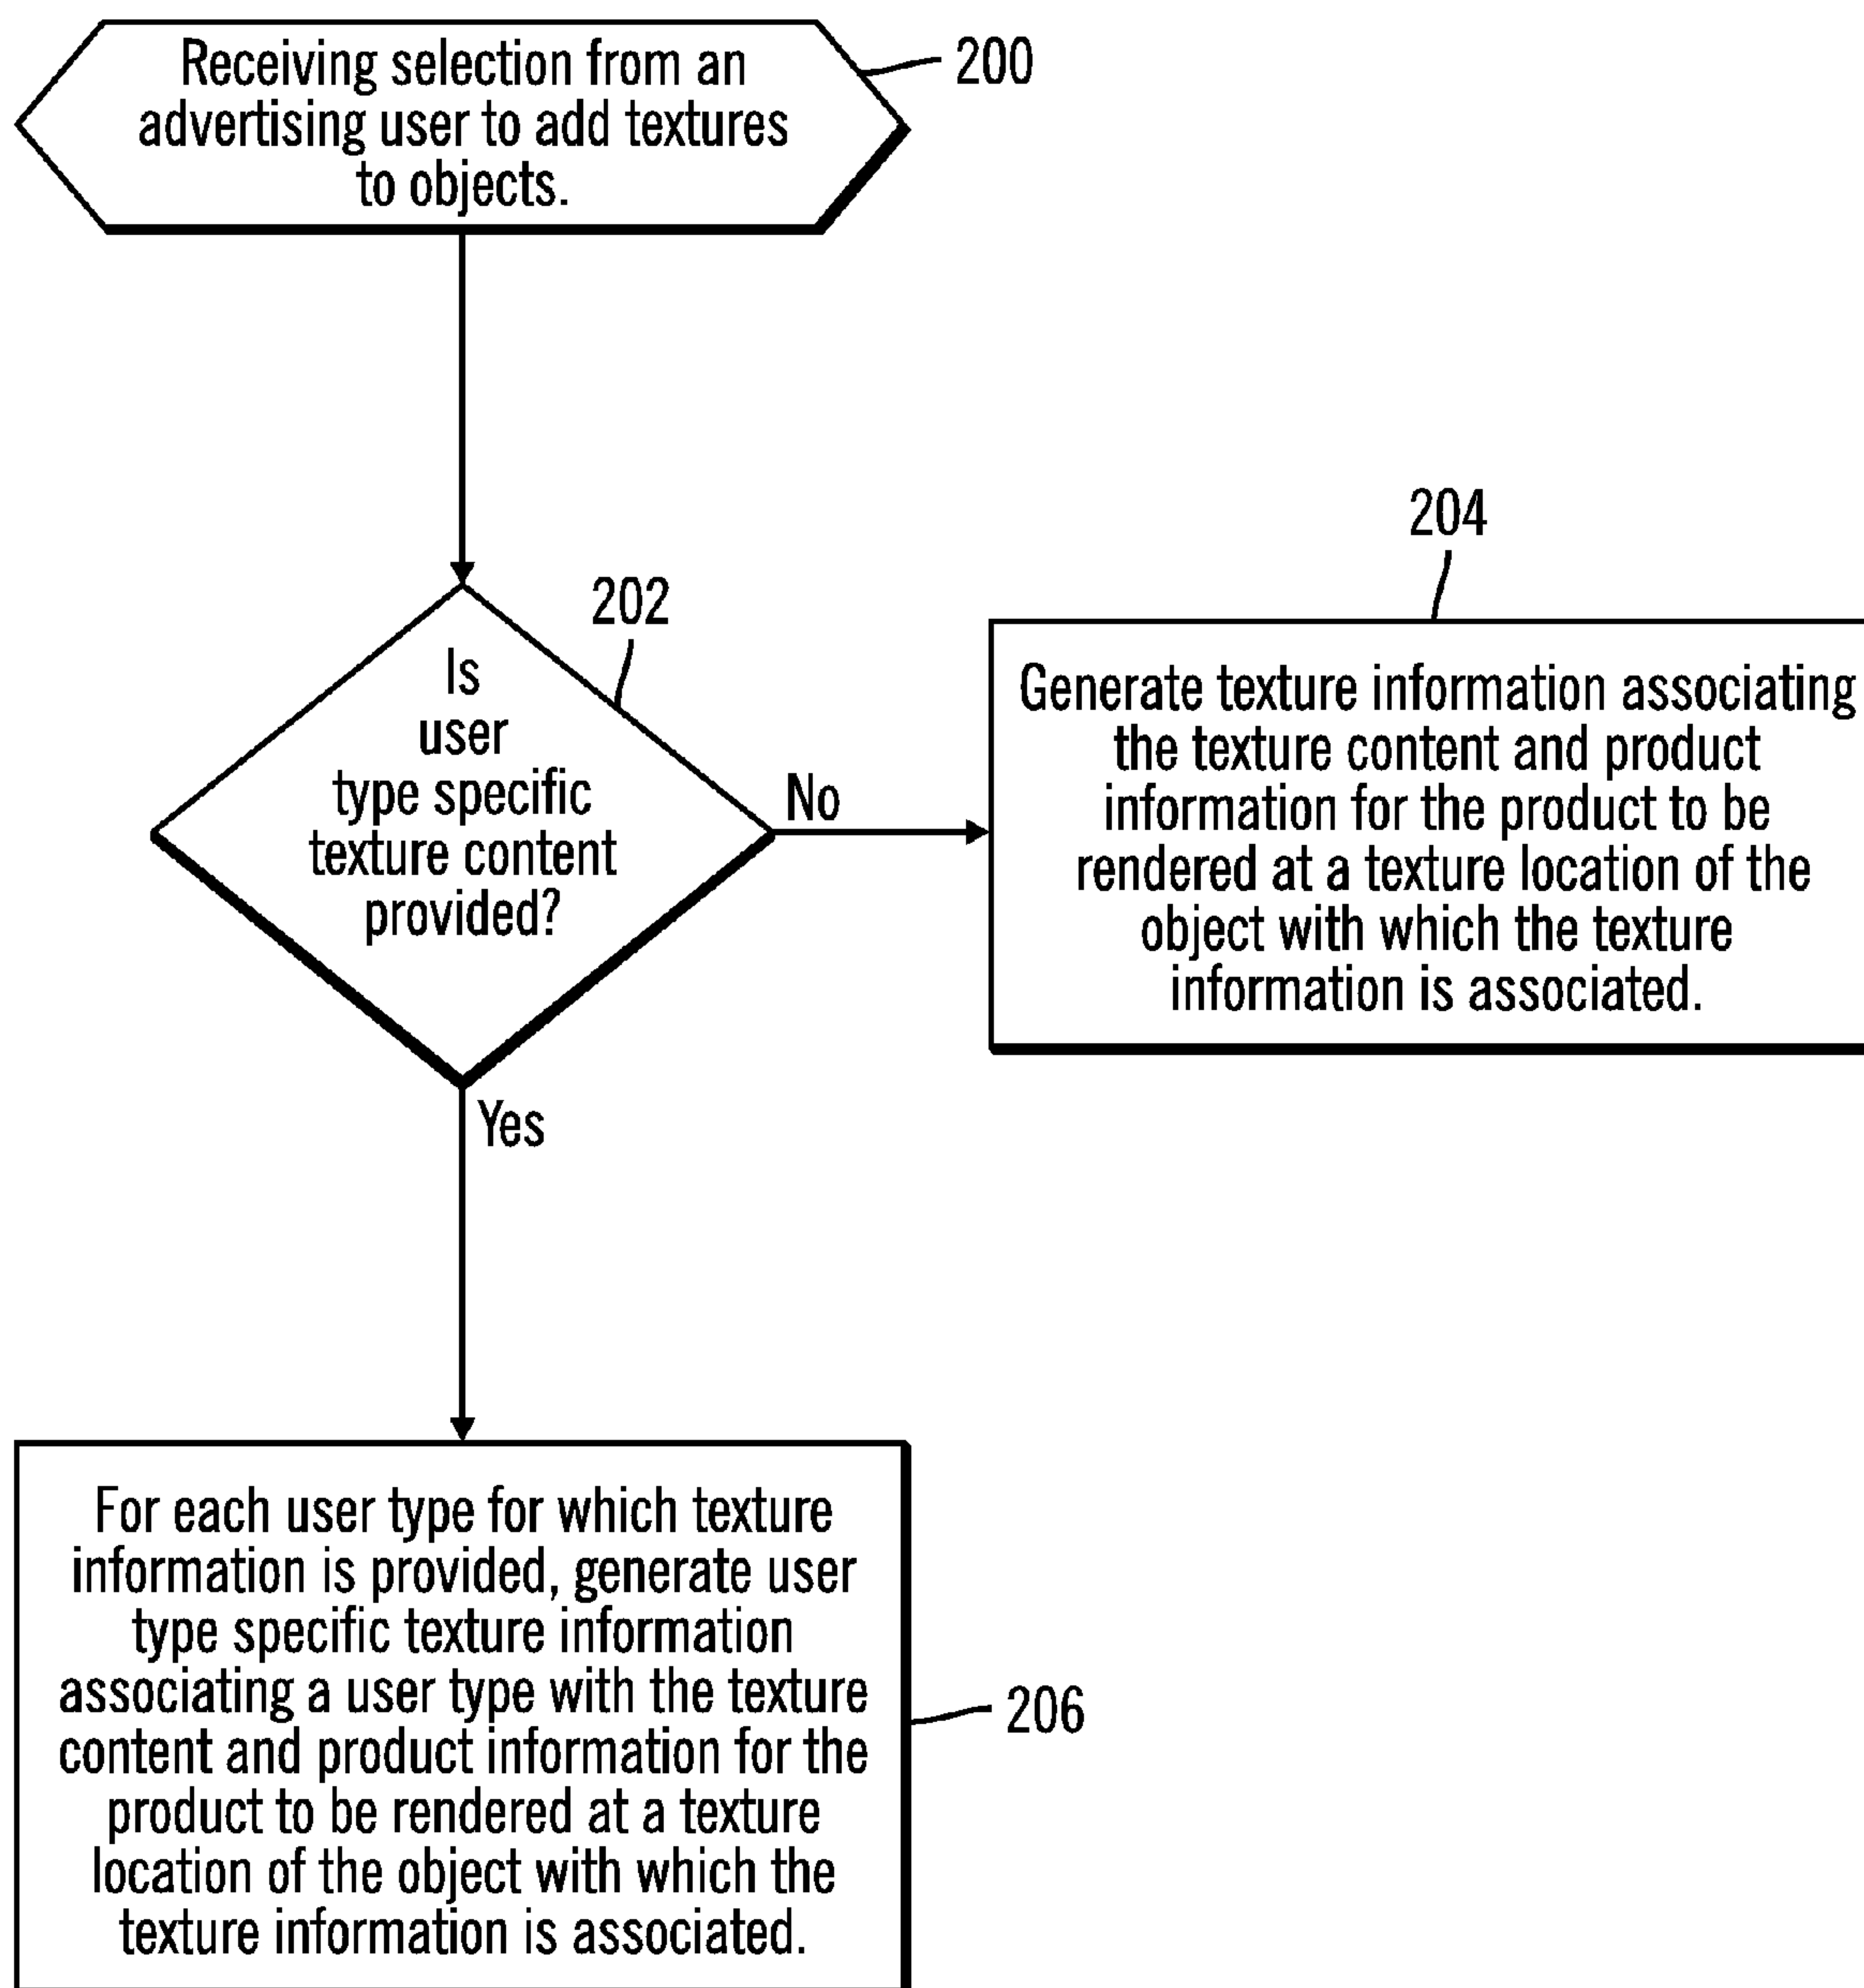 Receiving selection from an
advertising user to add textures
to objects.
200
202
Is
user
type specific
texture content
provided?
No
204
Generate texture information associating
the texture content and product
information for the product to be
rendered at a texture location of the
object with which the texture
information is associated.
Yes
For each user type for which texture
information is provided, generate user
type specific texture information
associating a user type with the texture
content and product information for the
product to be rendered at a texture
location of the object with which the
texture information is associated.
206